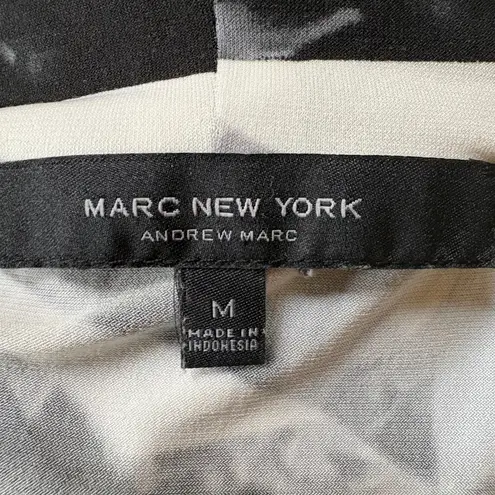 MARC NEW YORK
ANDREW MARC
M
MADE IN
INDONESIA